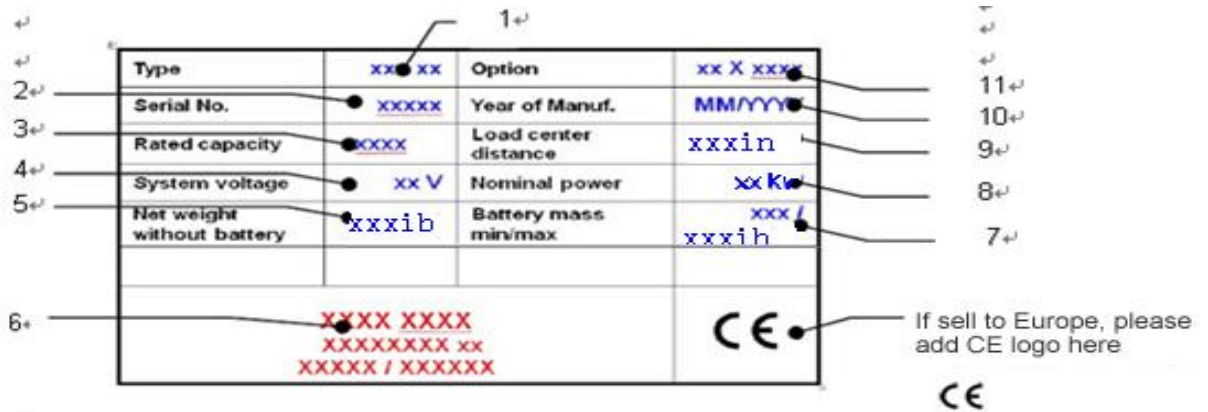 1↵
Type xx xx Option xx X xxxx
11↵
2↵
Serial No. xxxxx Year of Manuf. MM/YYYY
10↵
3↵
Rated capacity xxxx Load center distance xxxin
9↵
4↵
System voltage xx V Nominal power xx Kw
8↵
5↵
Net weight without battery xxxib Battery mass min/max xxx / xxxih
7↵
6↵
XXXX XXXX
XXXXXXXX xx
XXXXX / XXXXXX
CE
If sell to Europe, please
add CE logo here
CE